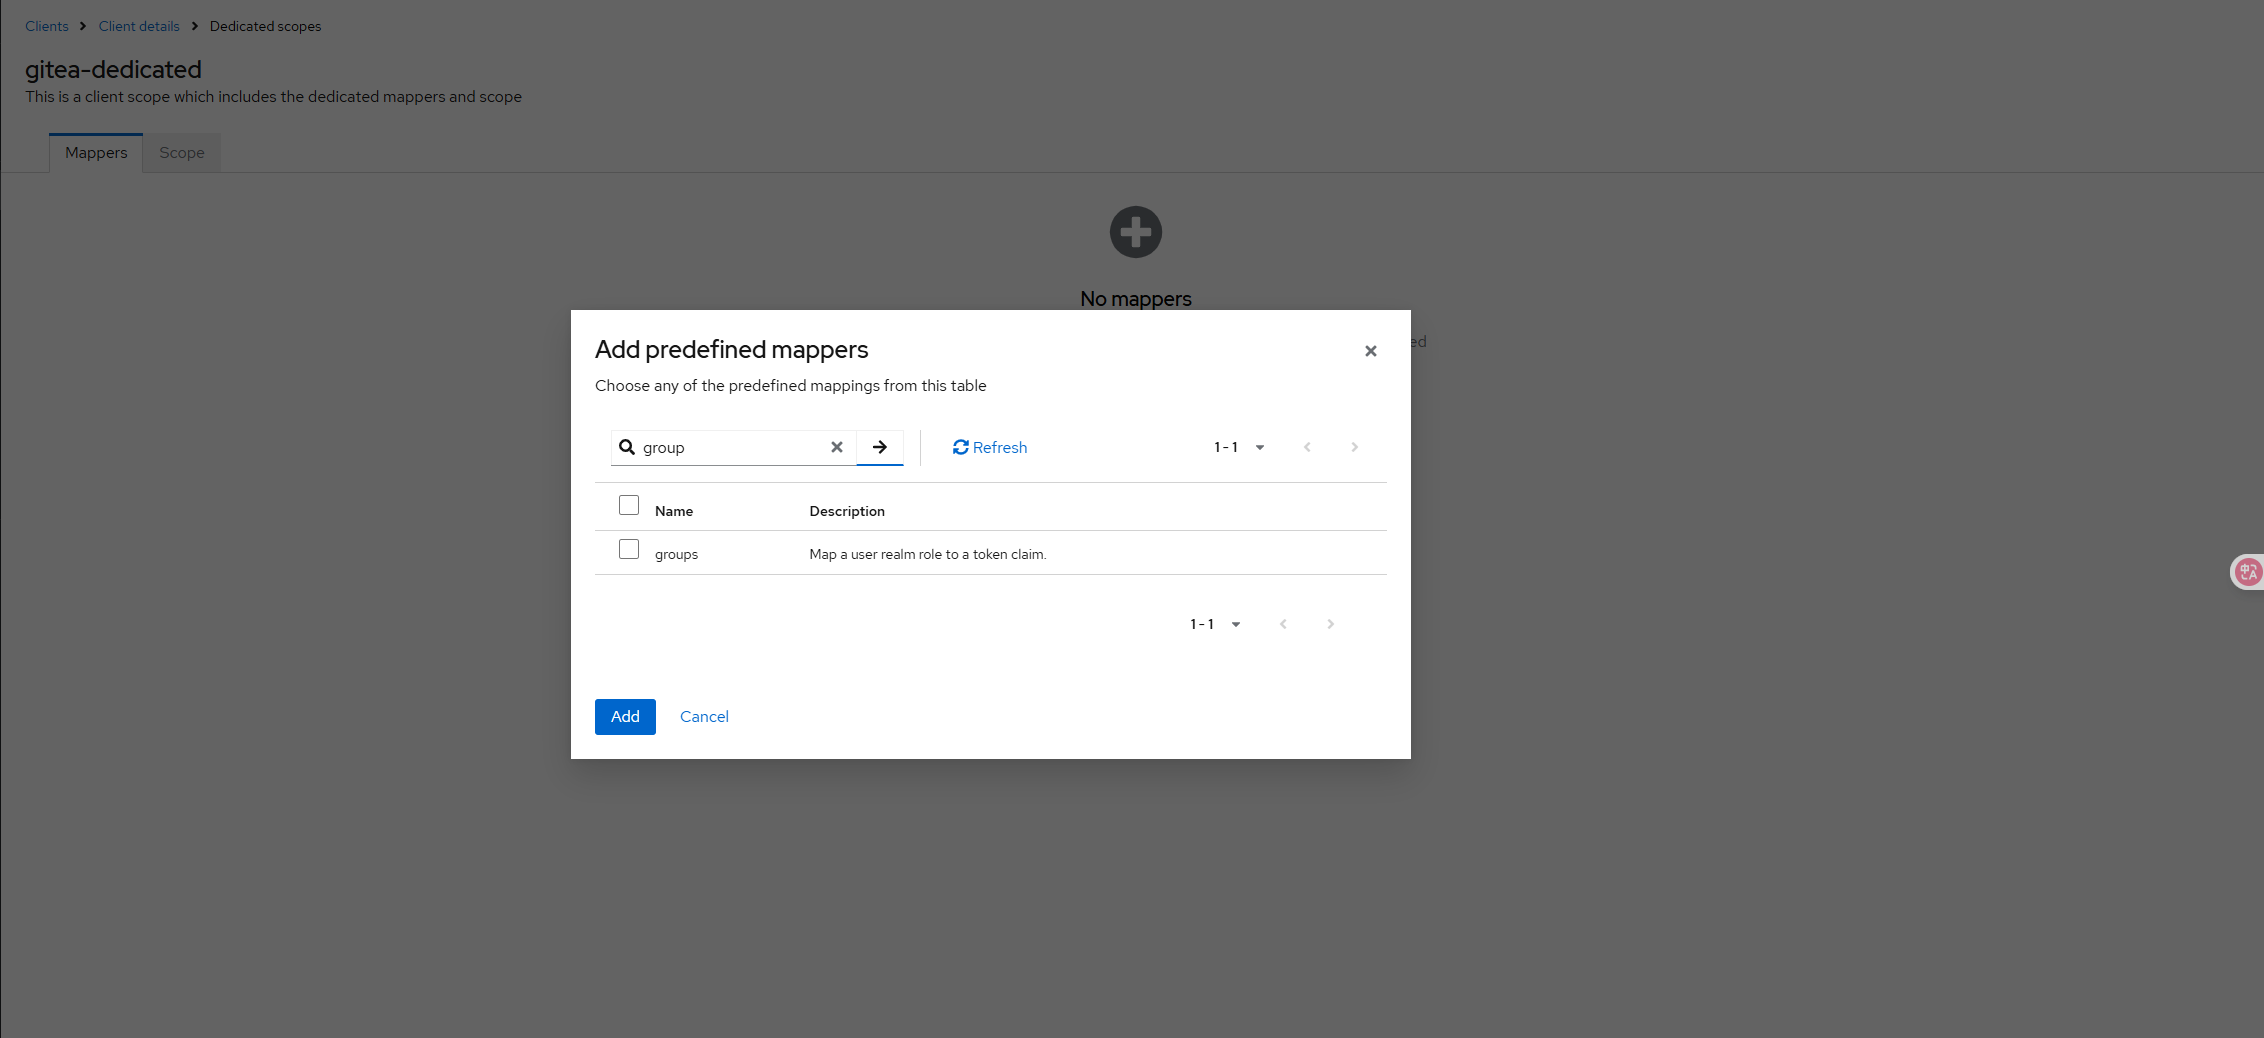 Clients > Client details > Dedicated scopes
gitea-dedicated
This is a client scope which includes the dedicated mappers and scope
Mappers Scope
No mappers
ed
Add predefined mappers
Choose any of the predefined mappings from this table
group Refresh 1 - 1
Name Description
groups Map a user realm role to a token claim.
1 - 1
Add Cancel
中A